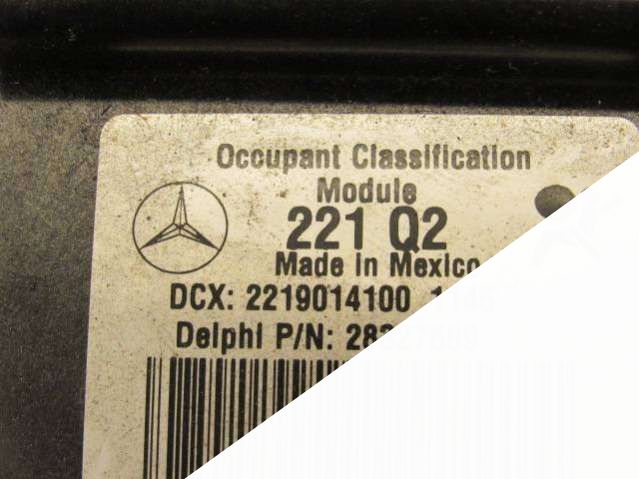 Occupant Classification
Module
221 Q2
Made in Mexico
DCX: 2219014100
Delphi P/N: